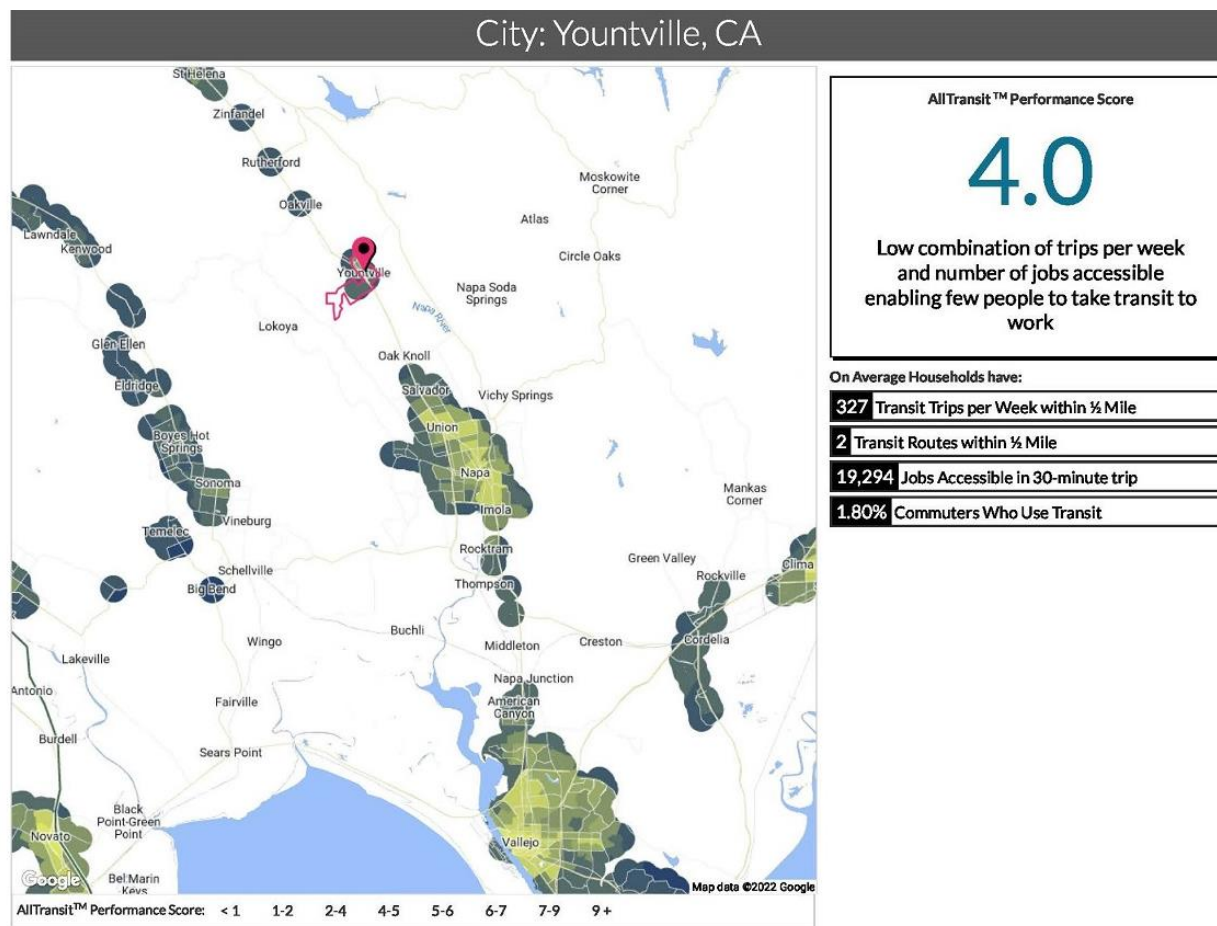 City: Yountville, CA
St Helena
Zinfandel
Rutherford
Oakville
Yountville
Moskowite
Corner
Atlas
Circle Oaks
Napa Soda
Springs
Napa River
Lokoya
Lawndale
Kenwood
Glen Ellen
Eldridge
Boyes Hot
Springs
Sonoma
Vineburg
Temelec
Schellville
Big Bend
Oak Knoll
Salvador
Vichy Springs
Union
Napa
Imola
Rocktram
Thompson
Mankas
Corner
Green Valley
Rockville
Clima
Cordelia
Wingo
Buchli
Middleton
Creston
Lakeville
Antonio
Napa Junction
American
Canyon
Fairville
Burdell
Sears Point
Black
Point-Green
Point
Novato
Vallejo
Bel Marin
Keys
Google
Map data ©2022 Google
AllTransit™ Performance Score: < 1 1-2 2-4 4-5 5-6 6-7 7-9 9 +
AllTransit™ Performance Score
4.0
Low combination of trips per week
and number of jobs accessible
enabling few people to take transit to
work
On Average Households have:
327 Transit Trips per Week within ½ Mile
2 Transit Routes within ½ Mile
19,294 Jobs Accessible in 30-minute trip
1.80% Commuters Who Use Transit